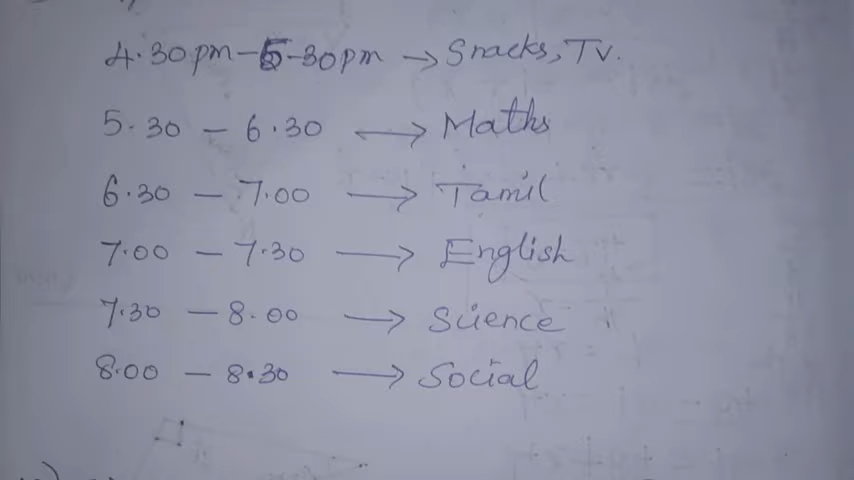 4.30pm - 5-30pm → Snacks, Tv.
5.30 - 6.30 → Maths
6.30 - 7.00 → Tamil
7.00 - 7.30 → English
7.30 - 8.00 → Science
8.00 - 8.30 → Social